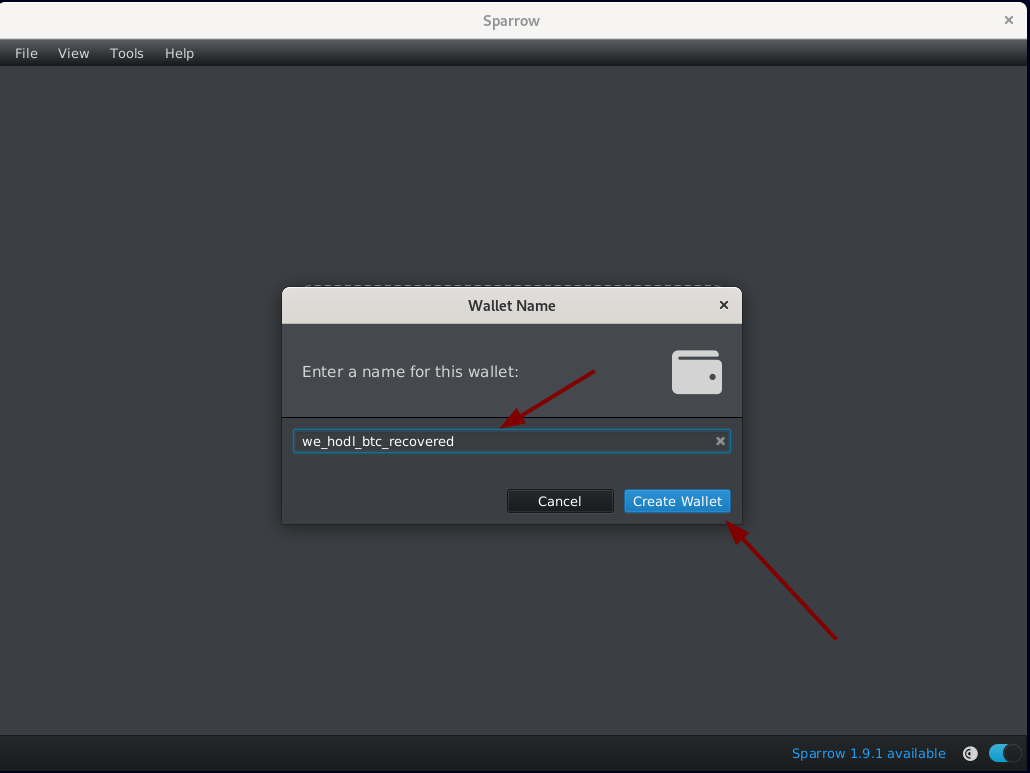 Sparrow
File View Tools Help
Wallet Name
Enter a name for this wallet:
we_hodl_btc_recovered
Cancel Create Wallet
Sparrow 1.9.1 available